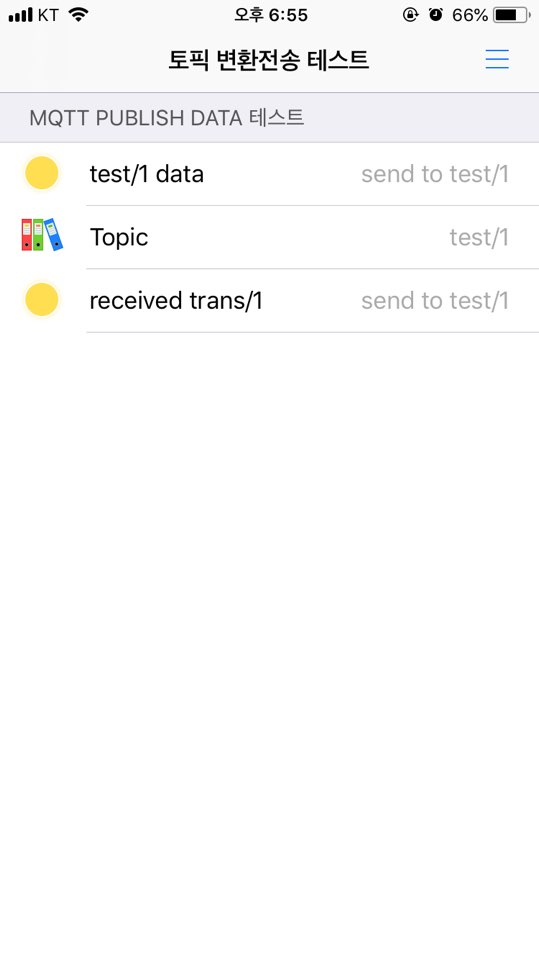 KT 오후 6:55 66%
토픽 변환전송 테스트
MQTT PUBLISH DATA 테스트
test/1 data send to test/1
Topic test/1
received trans/1 send to test/1